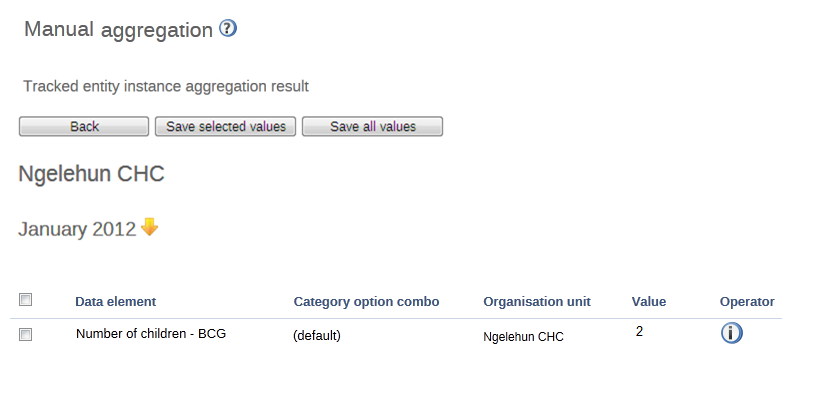 Manual aggregation ?
Tracked entity instance aggregation result
Back Save selected values Save all values
Ngelehun CHC
January 2012
Data element Category option combo Organisation unit Value Operator
Number of children - BCG (default) Ngelehun CHC 2 i